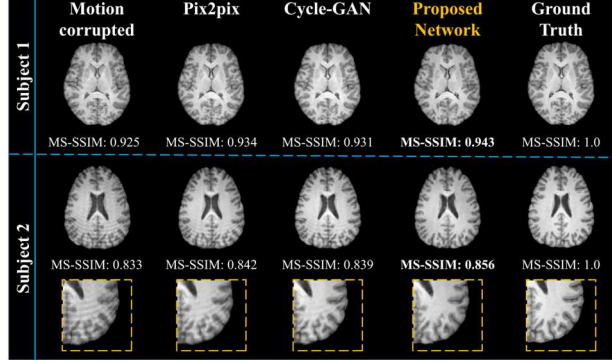 Motion corrupted
Pix2pix
Cycle-GAN
Proposed Network
Ground Truth
Subject 1
MS-SSIM: 0.925
MS-SSIM: 0.934
MS-SSIM: 0.931
MS-SSIM: 0.943
MS-SSIM: 1.0
Subject 2
MS-SSIM: 0.833
MS-SSIM: 0.842
MS-SSIM: 0.839
MS-SSIM: 0.856
MS-SSIM: 1.0